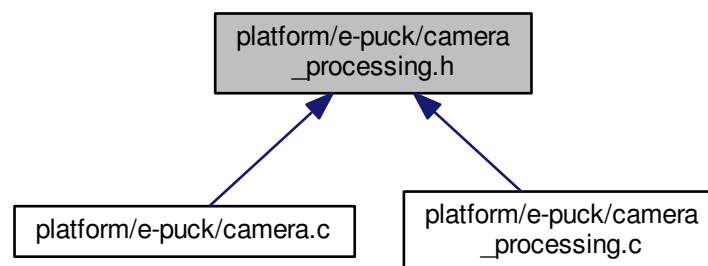 platform/e-puck/camera
_processing.h
platform/e-puck/camera.c
platform/e-puck/camera
_processing.c